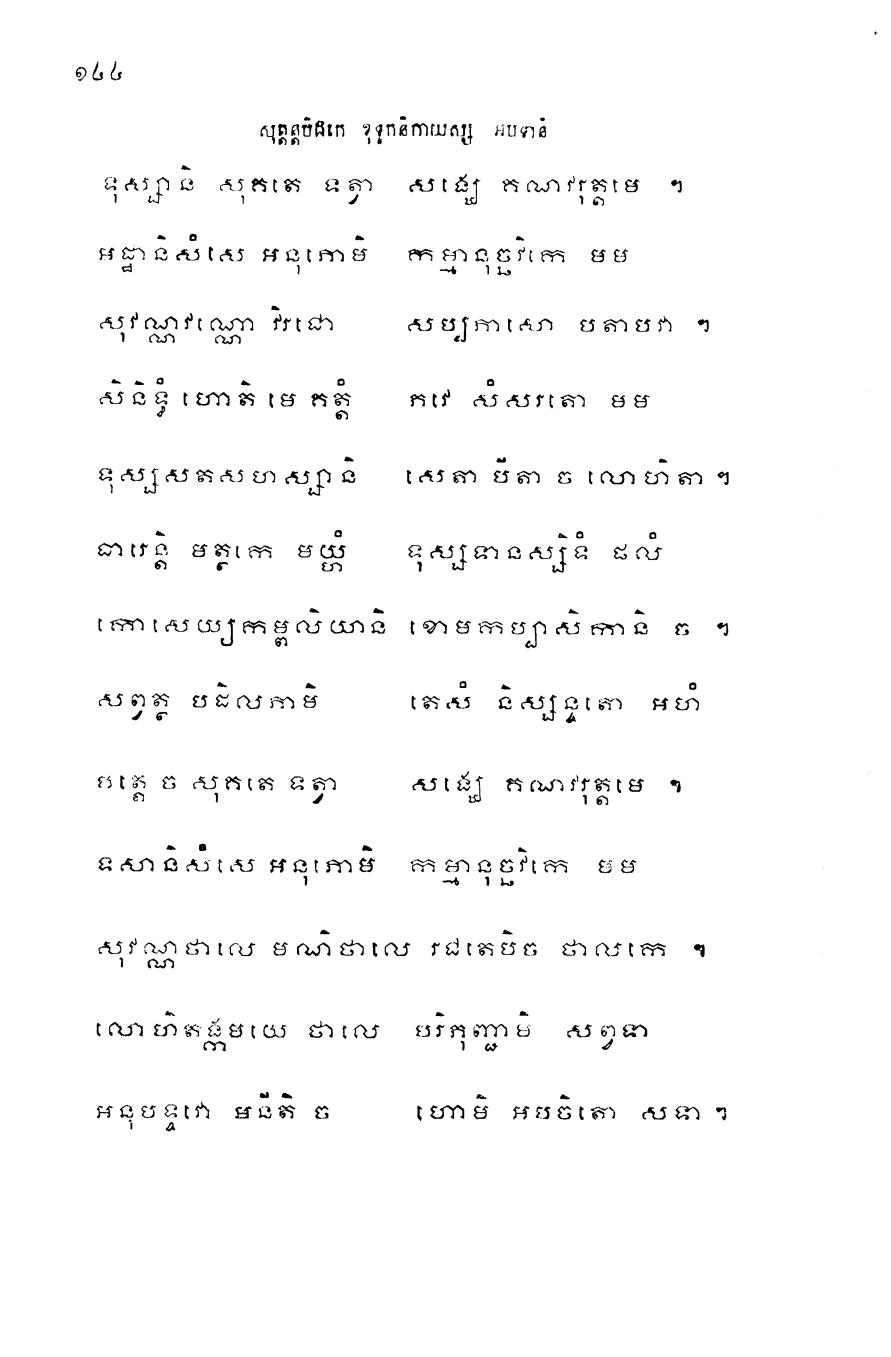 ១៤៤
សុត្តន្តបិដកេ ខុទ្ទកនិកាយស្ស អបទានំ
ទុស្សានិ សុគតេ ទត្វា សង្ឃេ គណវរុត្តមេ ។
អដ្ឋានិសំសេ អនុភោមិ កម្មានុច្ឆវិកេ មម
សុវណ្ណវណ្ណោ វិរជោ សប្បភាសោ បតាបវា ។
សិនិទ្ធំ ហោតិ មេ គត្តំ ភវេ សំសរតោ មម
ទុស្សសតសហស្សានិ សេតា បីតា ច លោហិតា ។
ធារេន្តិ មត្ថកេ មយ្ហំ ទុស្សទានស្សិទំ ផលំ
កោសេយ្យកម្ពលិយានិ ខោមកប្បាសិកានិ ច ។
សព្វត្ថ បដិលភាមិ តេសំ និស្សន្ទតោ អហំ
បត្តេ ច សុគតេ ទត្វា សង្ឃេ គណវរុត្តមេ ។
ទសានិសំសេ អនុភោមិ កម្មានុច្ឆវិកេ មម
សុវណ្ណថាលេ មណិថាលេ រជតេបិច ថាលកេ ។
លោហិតង្កមយេ ថាលេ បរិភុញ្ជាមិ សព្វទា
អនុបទ្ទវោ អនីតិ ច ហោមិ អបចិតោ សទា ។